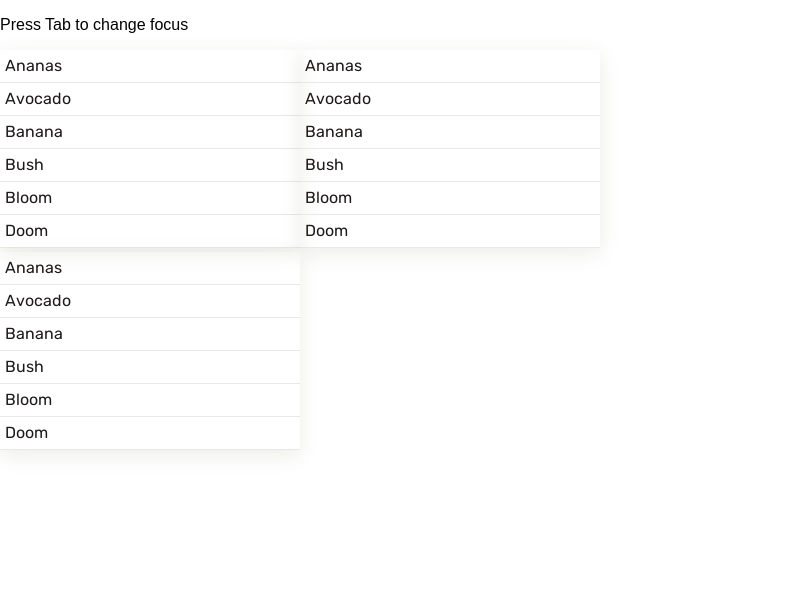 Press Tab to change focus
Ananas
Avocado
Banana
Bush
Bloom
Doom
Ananas
Avocado
Banana
Bush
Bloom
Doom
Ananas
Avocado
Banana
Bush
Bloom
Doom